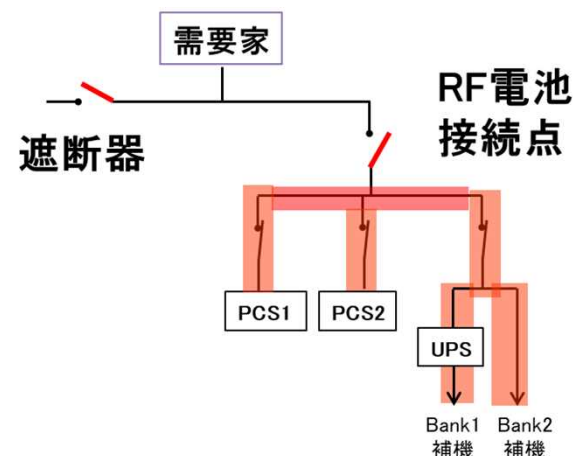 需要家
RF電池
接続点
遮断器
PCS1
PCS2
UPS
Bank1
補機
Bank2
補機